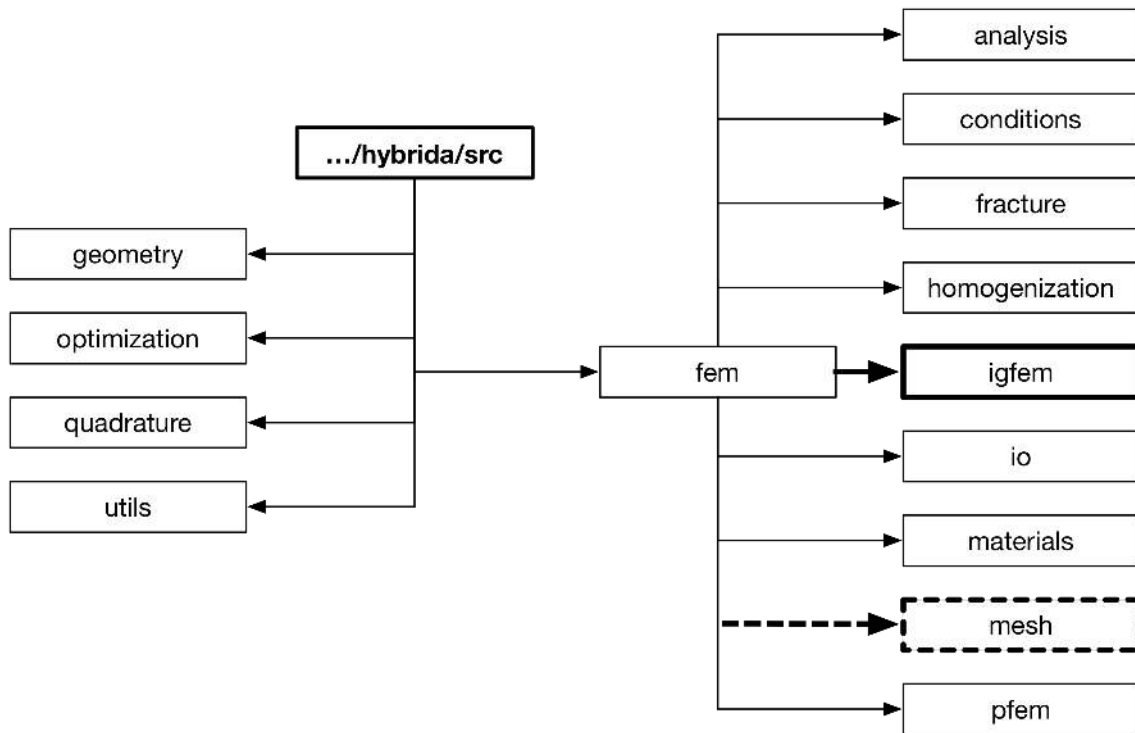 analysis
conditions
.../hybrida/src
fracture
geometry
homogenization
optimization
fem
igfem
quadrature
io
utils
materials
mesh
pfem